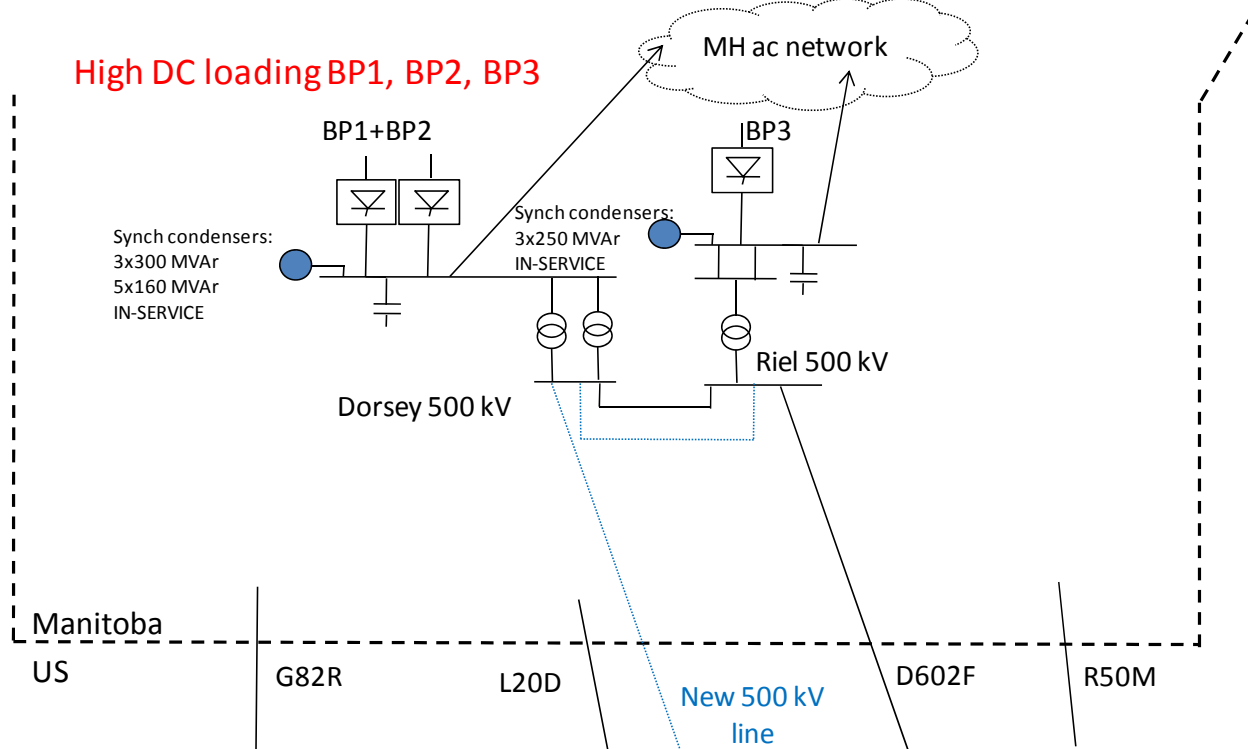 MH ac network
High DC loading BP1, BP2, BP3
BP1+BP2
BP3
Synch condensers:
3x300 MVAr
5x160 MVAr
IN-SERVICE
Synch condensers:
3x250 MVAr
IN-SERVICE
Riel 500 kV
Dorsey 500 kV
Manitoba
US
G82R
L20D
New 500 kV
line
D602F
R50M